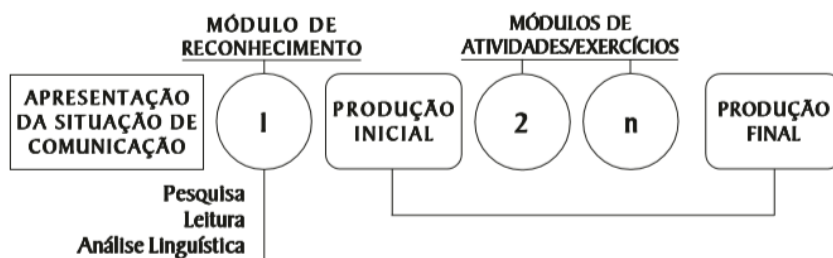 MÓDULO DE
RECONHECIMENTO
MÓDULOS DE
ATIVIDADES/EXERCÍCIOS
APRESENTAÇÃO
DA SITUAÇÃO DE
COMUNICAÇÃO
I
PRODUÇÃO
INICIAL
2
n
PRODUÇÃO
FINAL
Pesquisa
Leitura
Análise Linguística